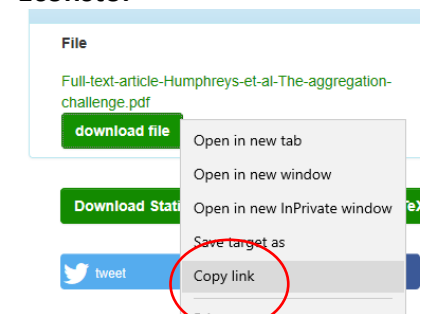 File
Full-text-article-Humphreys-et-al-The-aggregation-
challenge.pdf
download file
Open in new tab
Open in new window
Download Stati
Open in new InPrivate window
eX
Save target as
tweet
Copy link